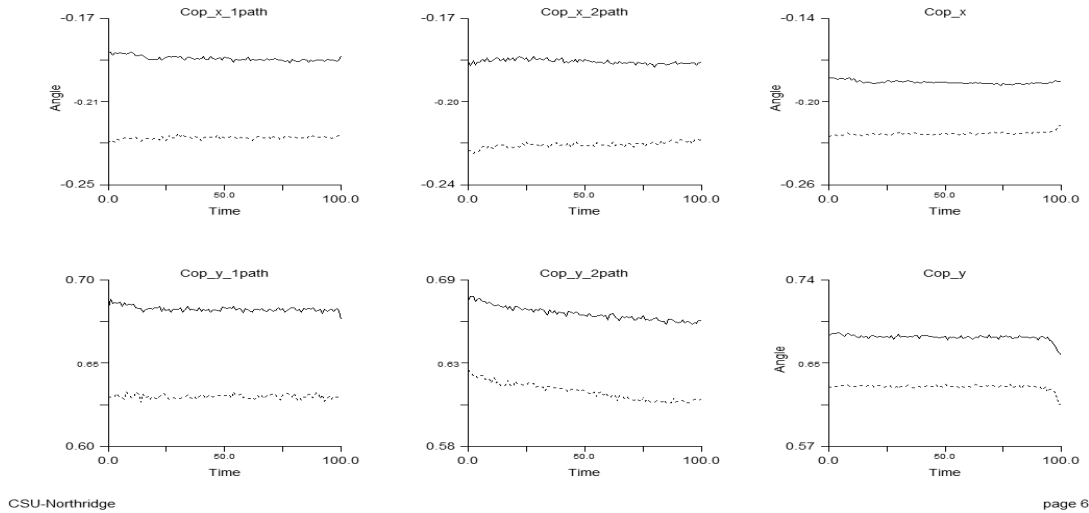 Cop_x_1path
-0.17
Angle
-0.21
-0.25
0.0
50.0
100.0
Time
Cop_x_2path
-0.17
-0.20
-0.24
0.0
50.0
100.0
Time
Cop_x
-0.14
Angle
-0.20
-0.26
0.0
50.0
100.0
Time
Cop_y_1path
0.70
0.65
0.60
0.0
50.0
100.0
Time
Cop_y_2path
0.69
0.63
0.58
0.0
50.0
100.0
Time
Cop_y
0.74
Angle
0.65
0.57
0.0
50.0
100.0
Time
CSU-Northridge
page 6